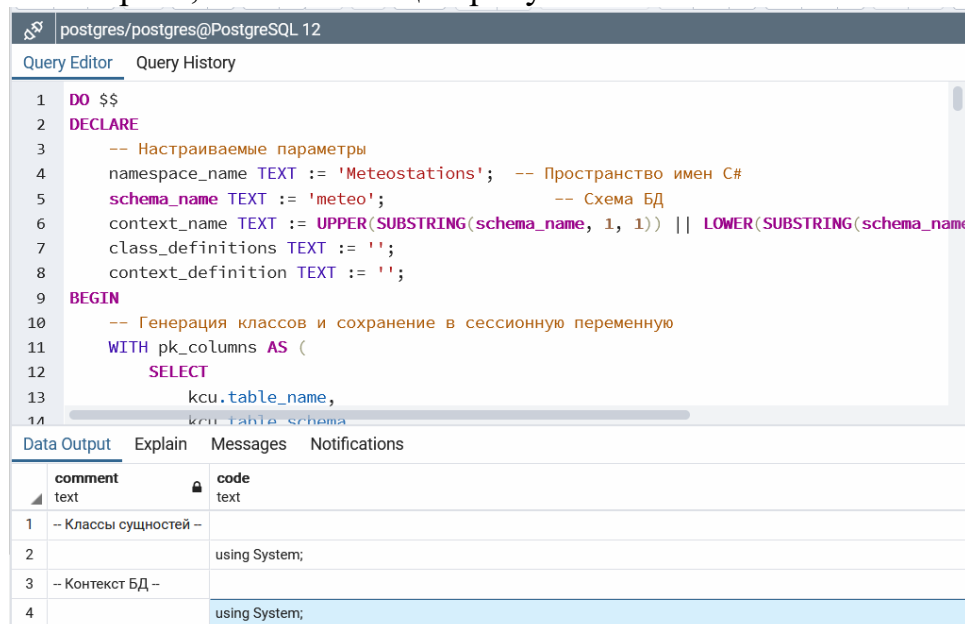 postgres/postgres@PostgreSQL 12
Query Editor Query History
1 DO $$
2 DECLARE
3 -- Настраиваемые параметры
4 namespace_name TEXT := 'Meteostations'; -- Пространство имен C#
5 schema_name TEXT := 'meteo'; -- Схема БД
6 context_name TEXT := UPPER(SUBSTRING(schema_name, 1, 1)) || LOWER(SUBSTRING(schema_name
7 class_definitions TEXT := '';
8 context_definition TEXT := '';
9 BEGIN
10 -- Генерация классов и сохранение в сессионную переменную
11 WITH pk_columns AS (
12 SELECT
13 kcu.table_name,
14 kcu.table_schema
Data Output Explain Messages Notifications
comment code
text text
1 -- Классы сущностей --
2 using System;
3 -- Контекст БД --
4 using System;